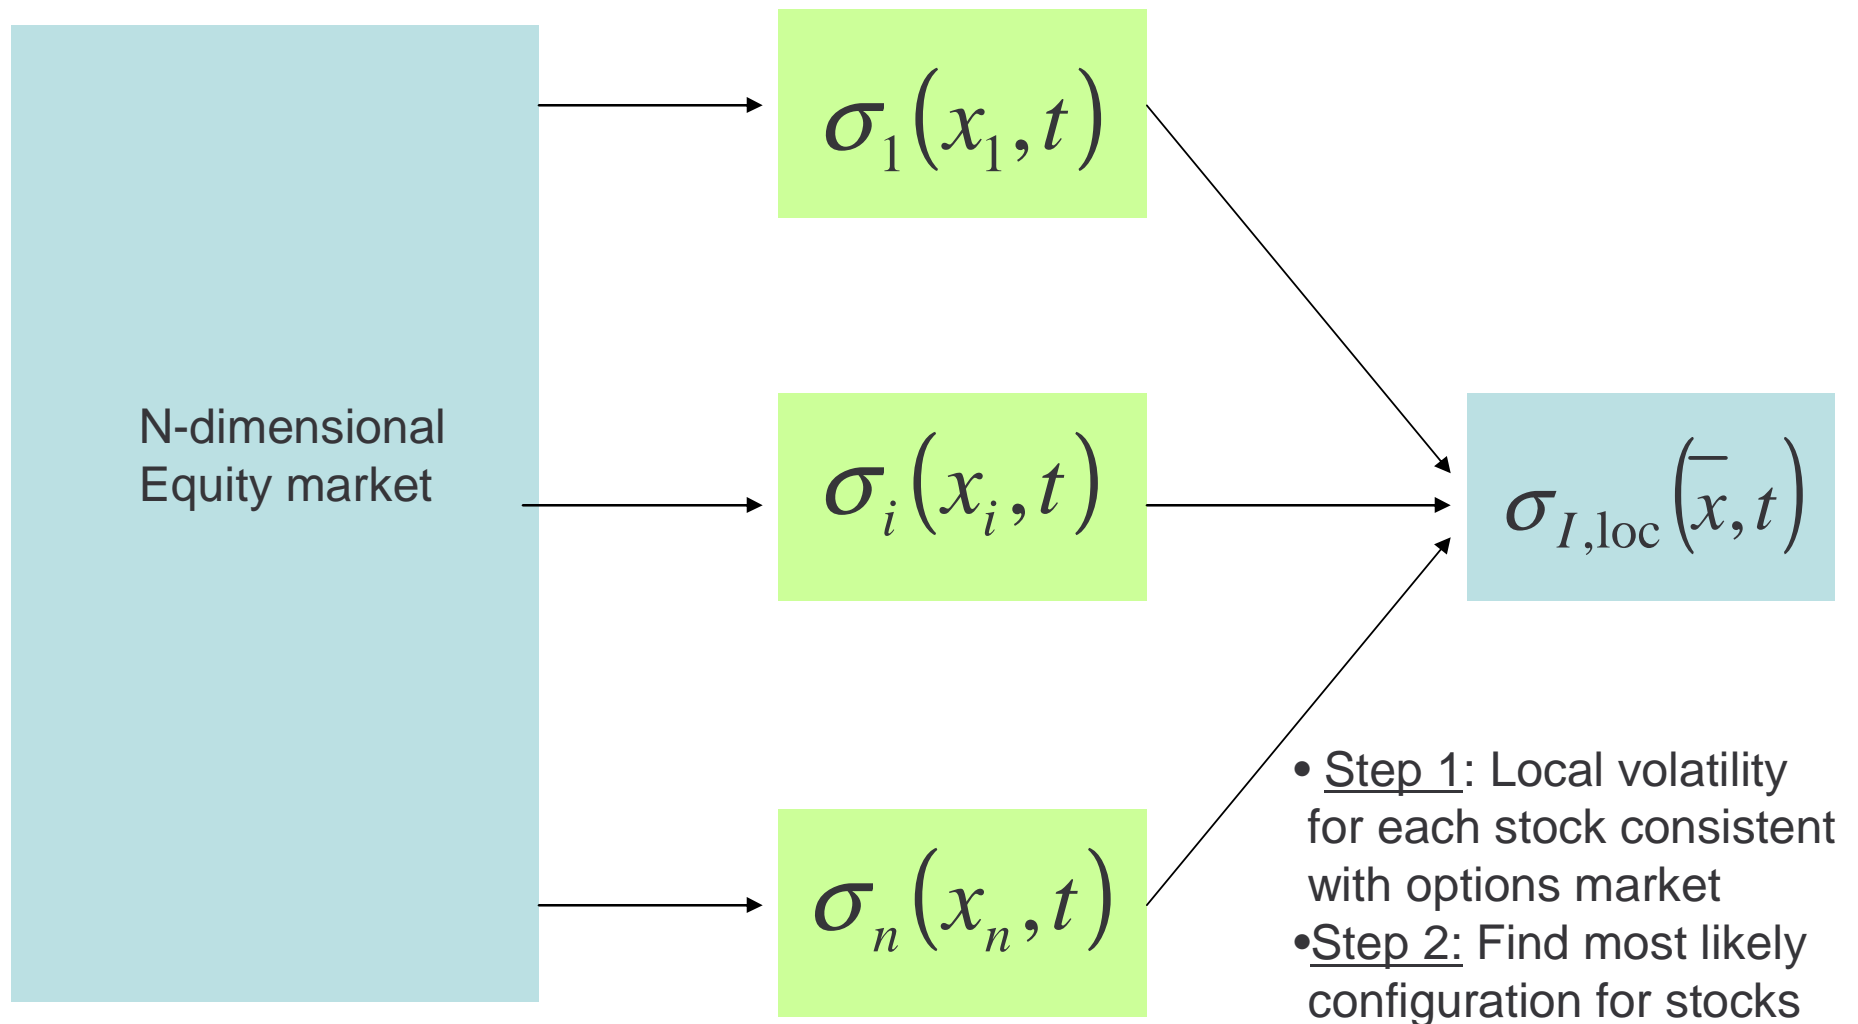 N-dimensional
Equity market
σ₁(x₁, t)
σᵢ(xᵢ, t)
σₙ(xₙ, t)
σ_{I,loc}(x̅, t)
• Step 1: Local volatility
for each stock consistent
with options market
•Step 2: Find most likely
configuration for stocks